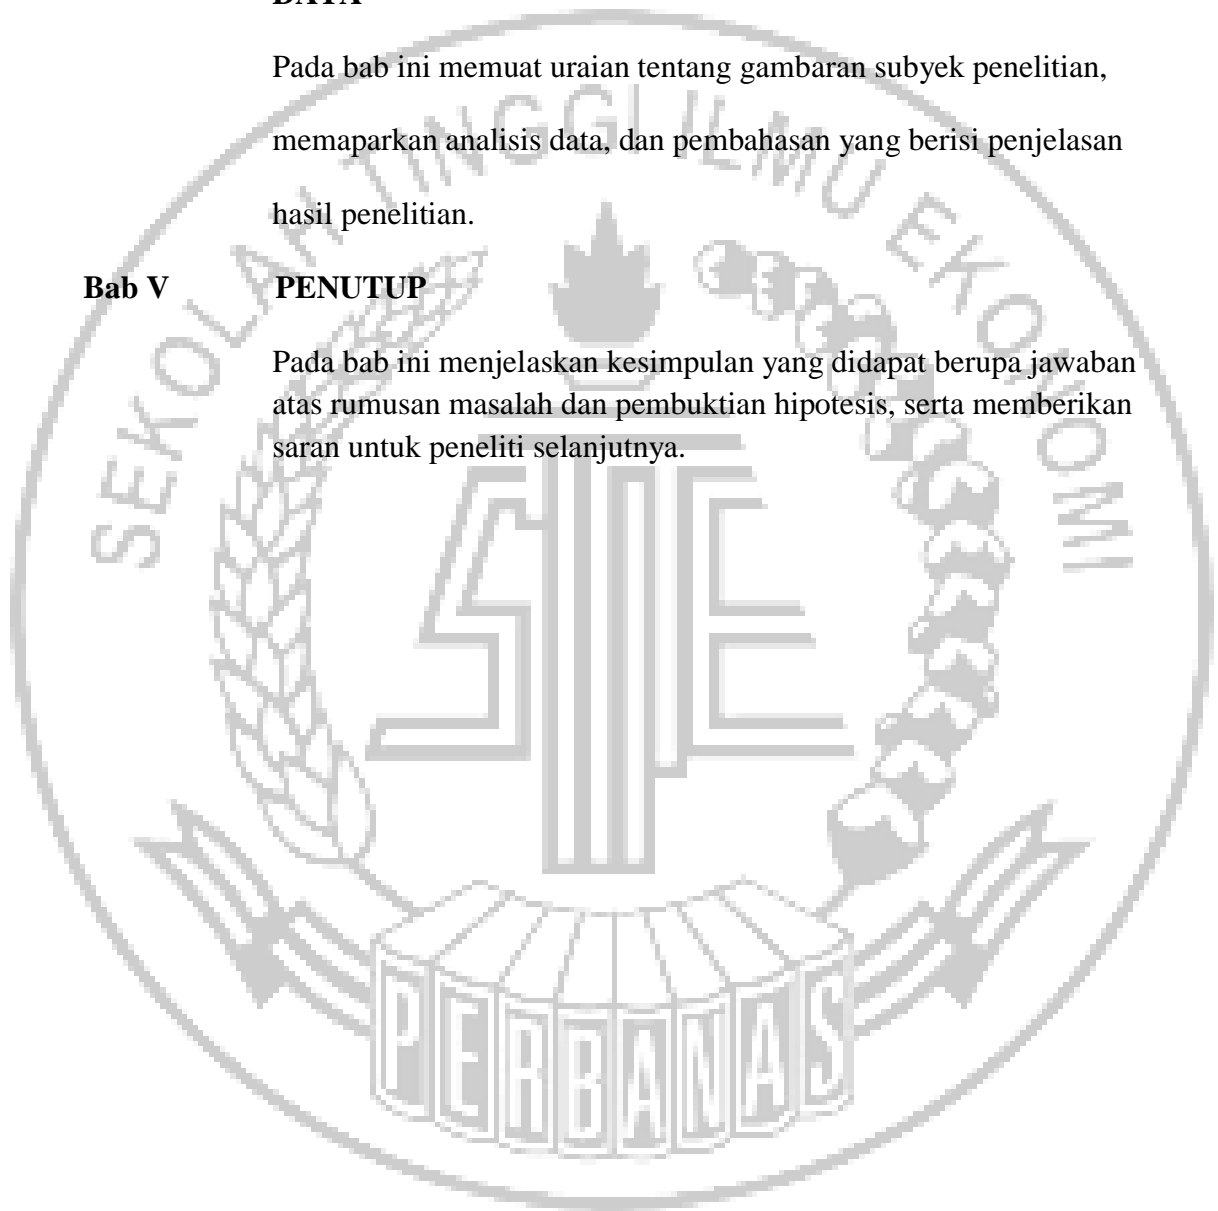 DATA
Pada bab ini memuat uraian tentang gambaran subyek penelitian,
memaparkan analisis data, dan pembahasan yang berisi penjelasan
hasil penelitian.
Bab V PENUTUP
Pada bab ini menjelaskan kesimpulan yang didapat berupa jawaban
atas rumusan masalah dan pembuktian hipotesis, serta memberikan
saran untuk peneliti selanjutnya.
SEKOLAH TINGGI ILMU EKONOMI
PERBANAS